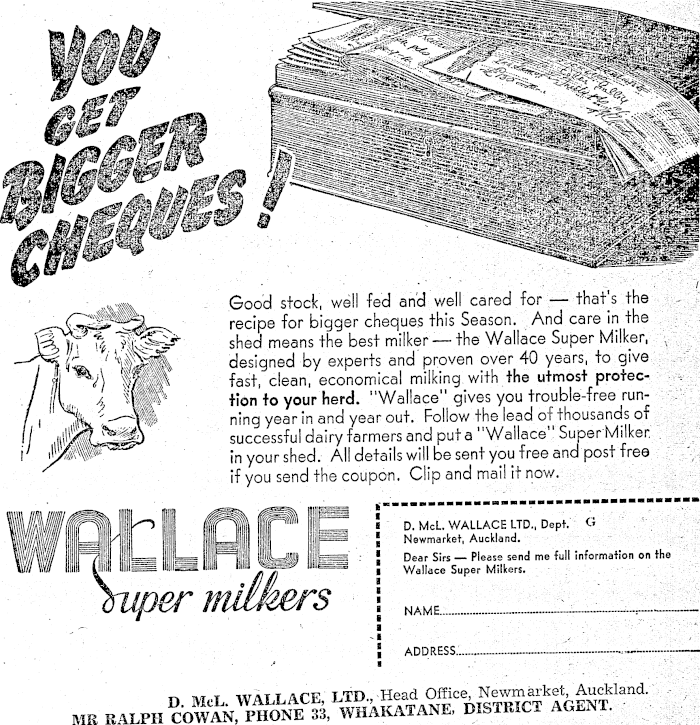 YOU
GET
BIGGER
CHEQUES!
Good stock, well fed and well cared for — that's the
recipe for bigger cheques this Season. And care in the
shed means the best milker — the Wallace Super Milker,
designed by experts and proven over 40 years, to give
fast, clean, economical milking with the utmost protec-
tion to your herd. "Wallace" gives you trouble-free run-
ning year in and year out. Follow the lead of thousands of
successful dairy farmers and put a "Wallace" Super Milker
in your shed. All details will be sent you free and post free
if you send the coupon. Clip and mail it now.
WALLACE
Super milkers
D. McL. WALLACE LTD., Dept. G
Newmarket, Auckland.
Dear Sirs — Please send me full information on the
Wallace Super Milkers.
NAME
ADDRESS
D. McL. WALLACE, LTD., Head Office, Newmarket, Auckland.
MR RALPH COWAN, PHONE 33, WHAKATANE, DISTRICT AGENT.